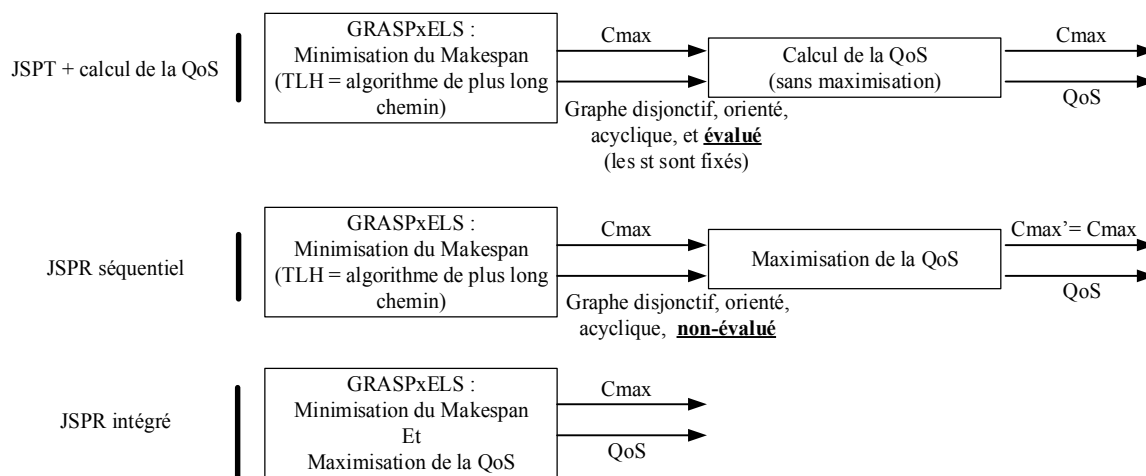 JSPT + calcul de la QoS
GRASPxELS :
Minimisation du Makespan
(TLH = algorithme de plus long
chemin)
Cmax
Graphe disjonctif, orienté,
acyclique, et évalué
(les st sont fixés)
Calcul de la QoS
(sans maximisation)
Cmax
QoS
JSPR séquentiel
GRASPxELS :
Minimisation du Makespan
(TLH = algorithme de plus long
chemin)
Cmax
Graphe disjonctif, orienté,
acyclique, non-évalué
Maximisation de la QoS
Cmax’= Cmax
QoS
JSPR intégré
GRASPxELS :
Minimisation du Makespan
Et
Maximisation de la QoS
Cmax
QoS